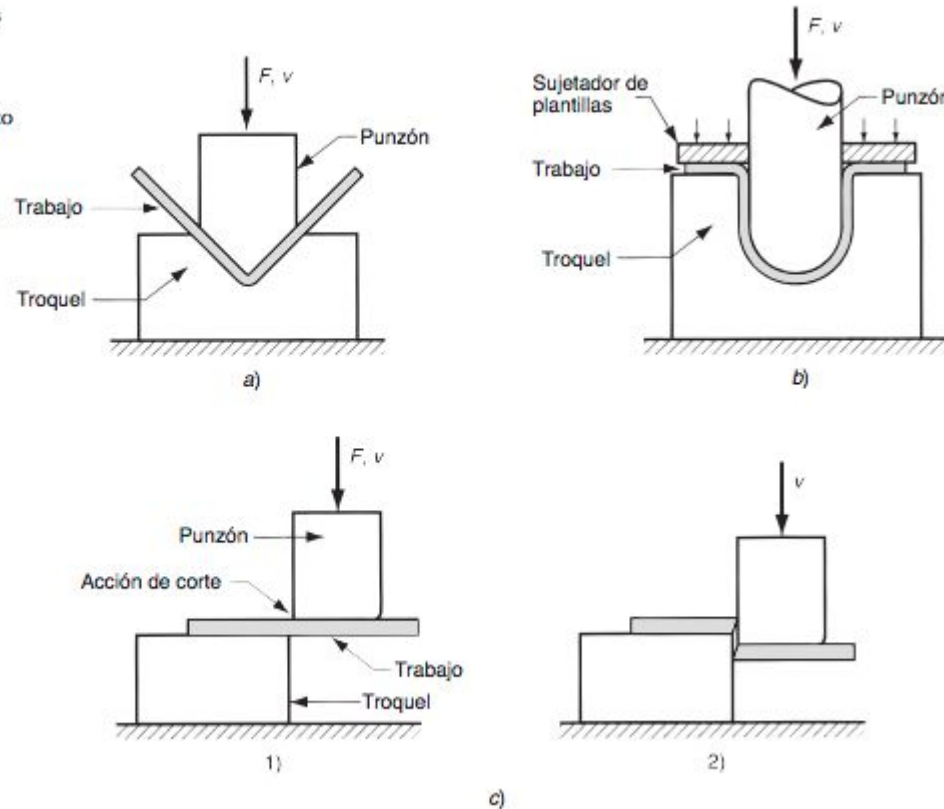 F, v
Punzón
Trabajo
Troquel
a)
F, v
Sujetador de
plantillas
Punzón
Trabajo
Troquel
b)
F, v
Punzón
Acción de corte
Trabajo
Troquel
1)
v
2)
c)